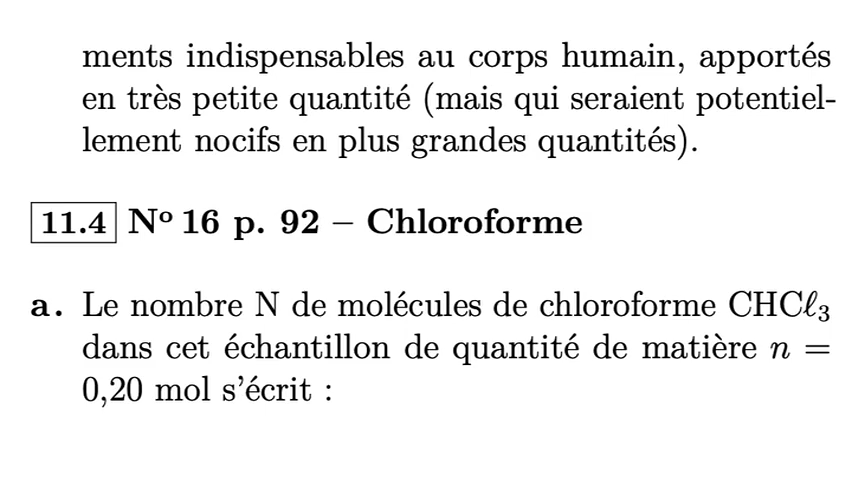 ments indispensables au corps humain, apportés
en très petite quantité (mais qui seraient potentiel-
lement nocifs en plus grandes quantités).
11.4 Nº 16 p. 92 – Chloroforme
a. Le nombre N de molécules de chloroforme CHCℓ₃
dans cet échantillon de quantité de matière n =
0,20 mol s’écrit :